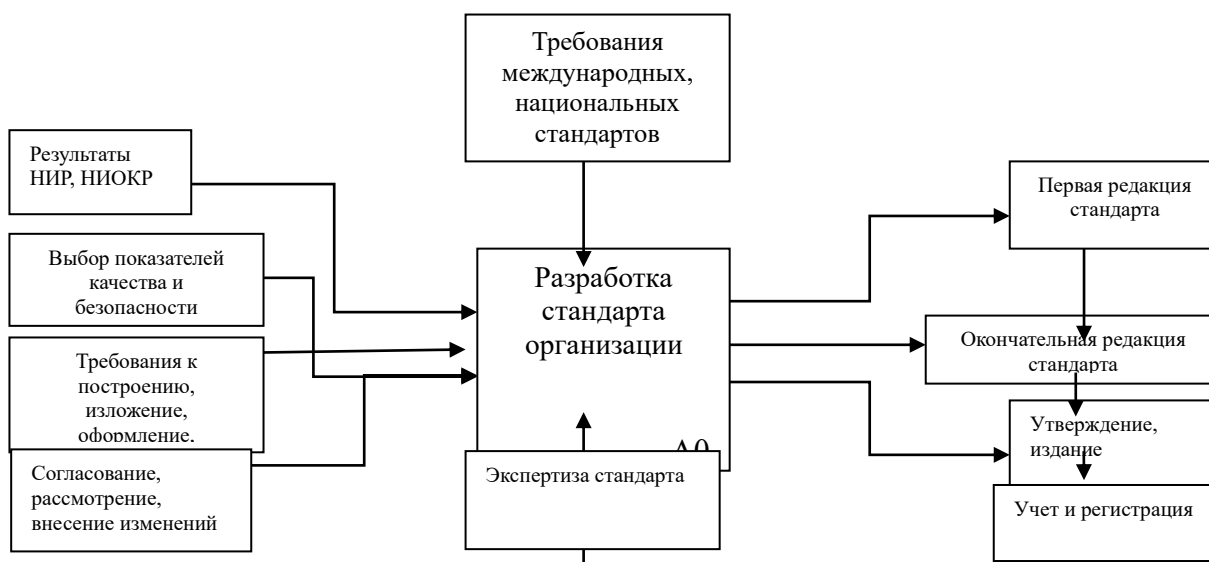 Требования
международных,
национальных
стандартов
Результаты
НИР, НИОКР
Выбор показателей
качества и
безопасности
Требования к
построению,
изложение,
оформление,
Согласование,
рассмотрение,
внесение изменений
Разработка
стандарта
организации
А0
Экспертиза стандарта
Первая редакция
стандарта
Окончательная редакция
стандарта
Утверждение,
издание
Учет и регистрация